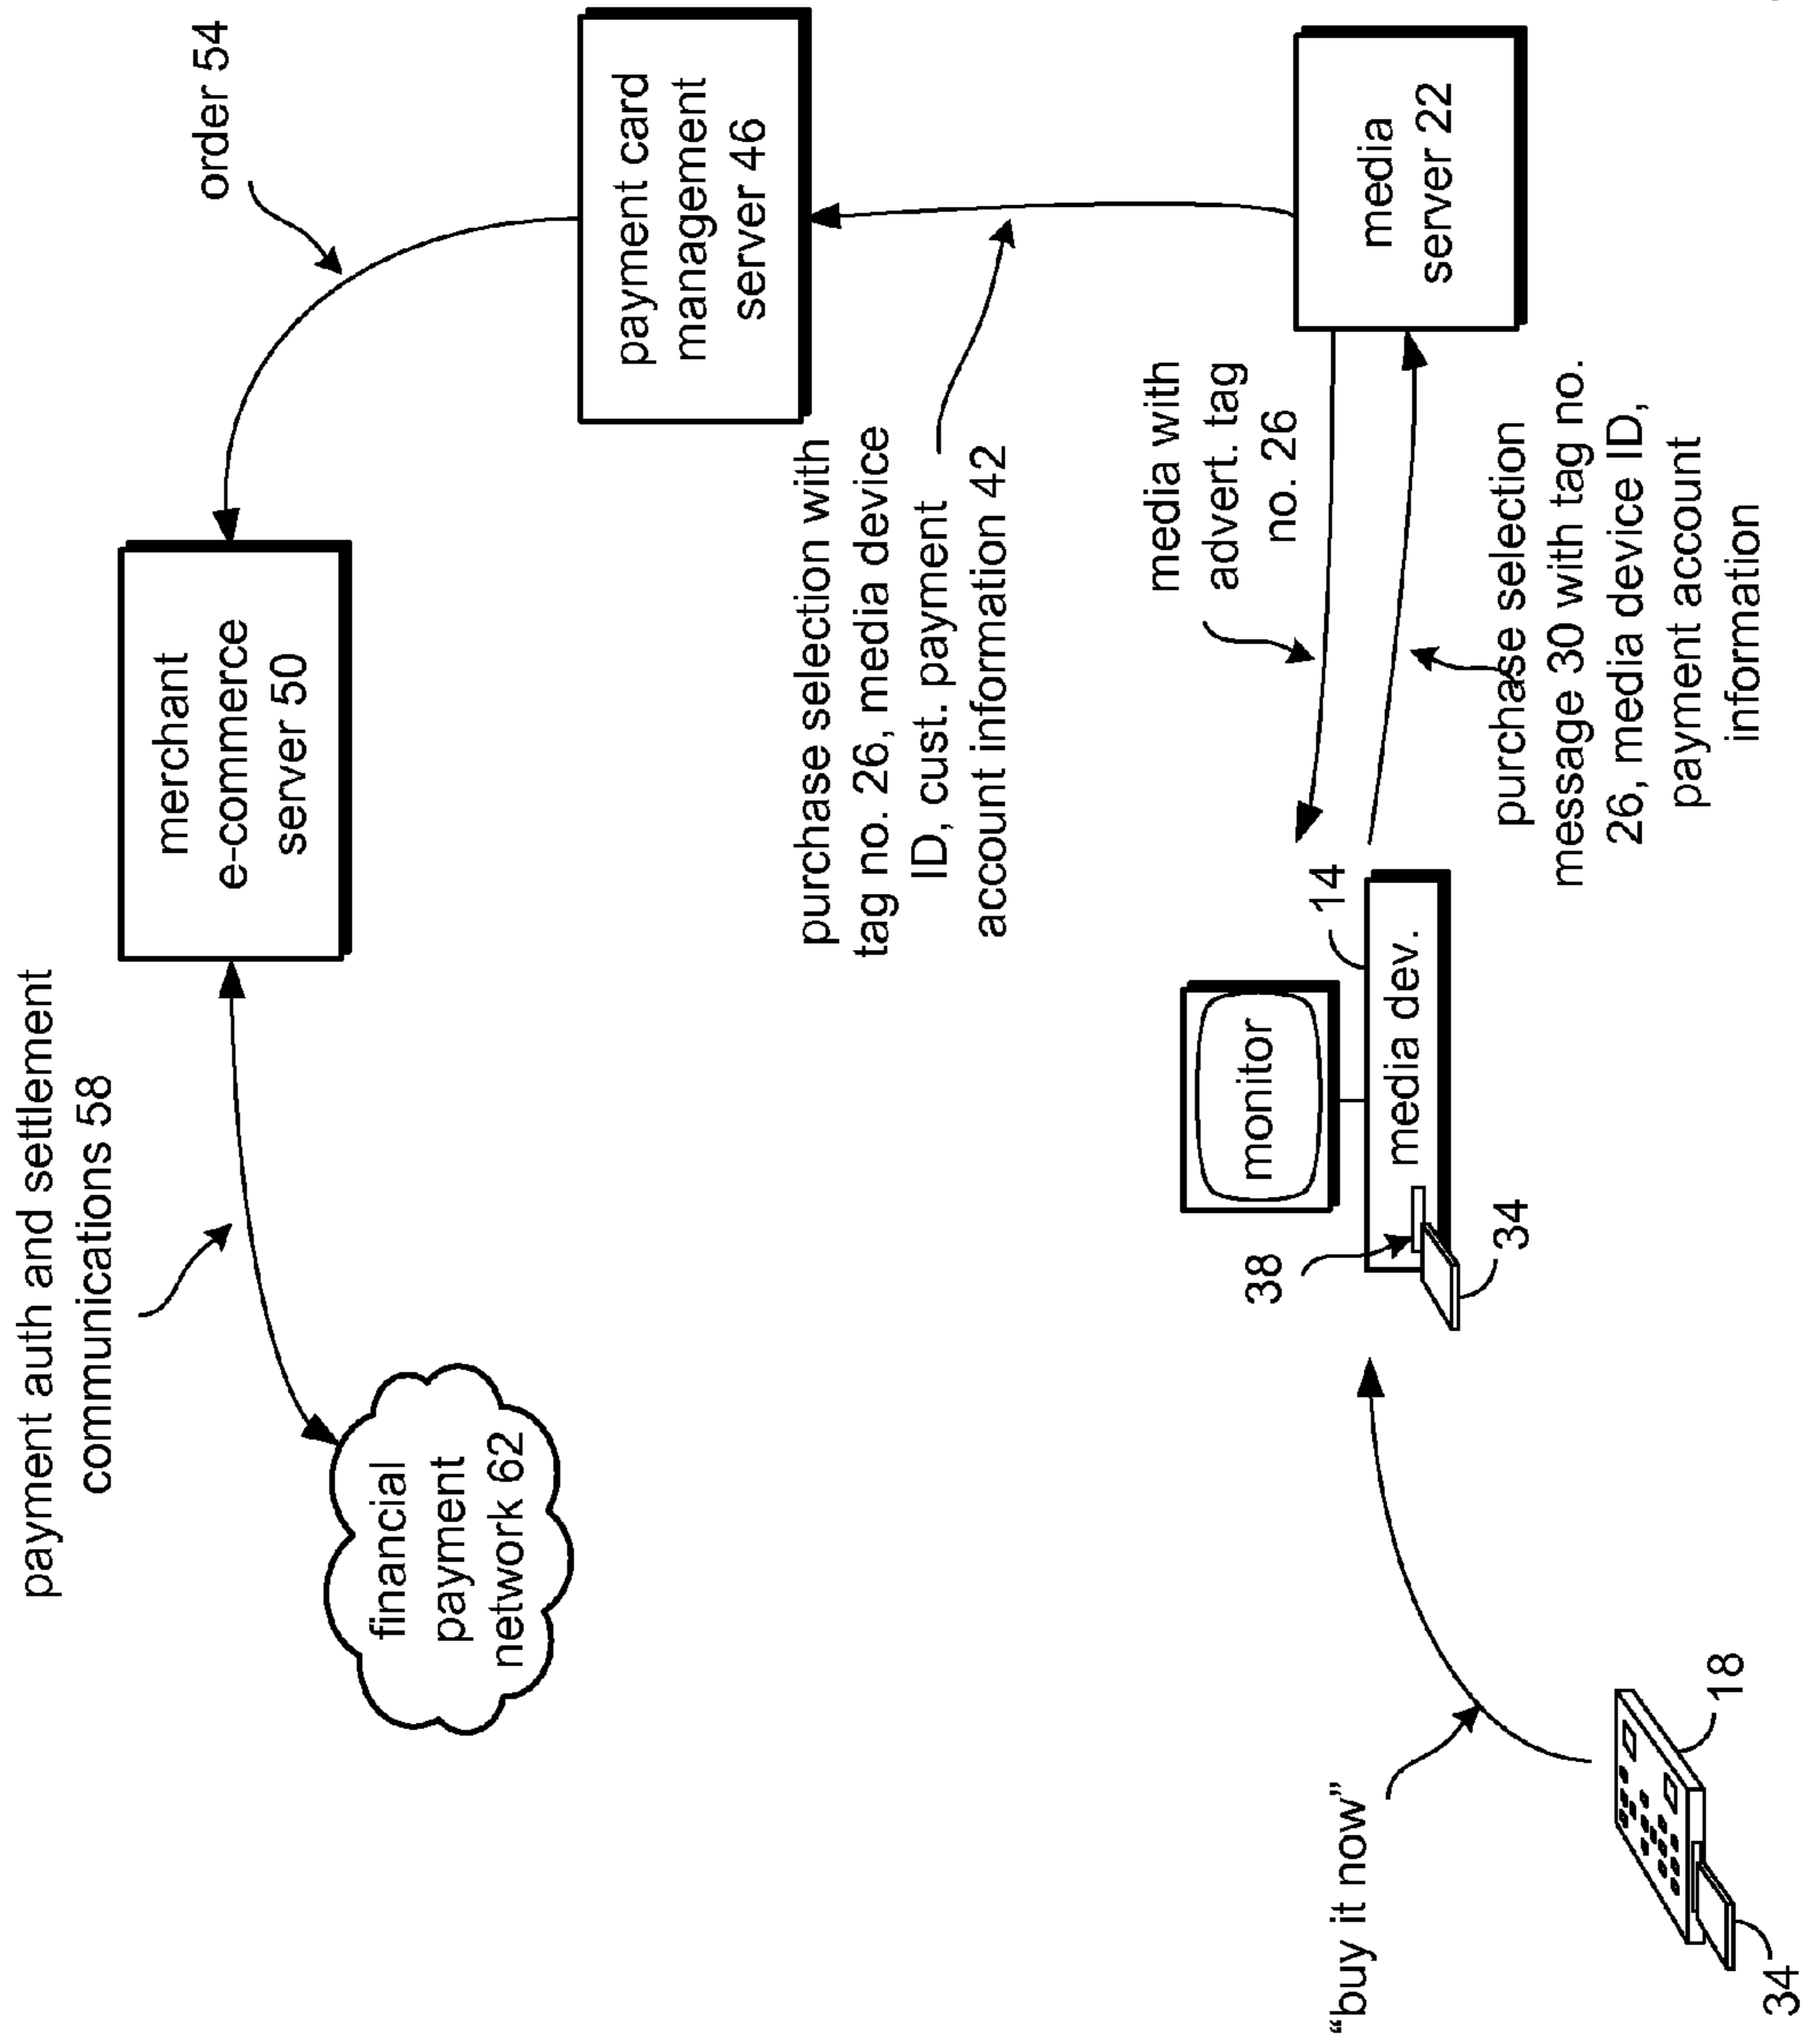 payment auth and settlement
communications 58
order 54
merchant
e-commerce
server 50
financial
payment
network 62
payment card
management
server 46
purchase selection with
tag no. 26, media device
ID, cust. payment
account information 42
media with
advert. tag
no. 26
media
server 22
monitor
14
media dev.
38
34
purchase selection
message 30 with tag no.
26, media device ID,
payment account
information
“buy it now”
18
34